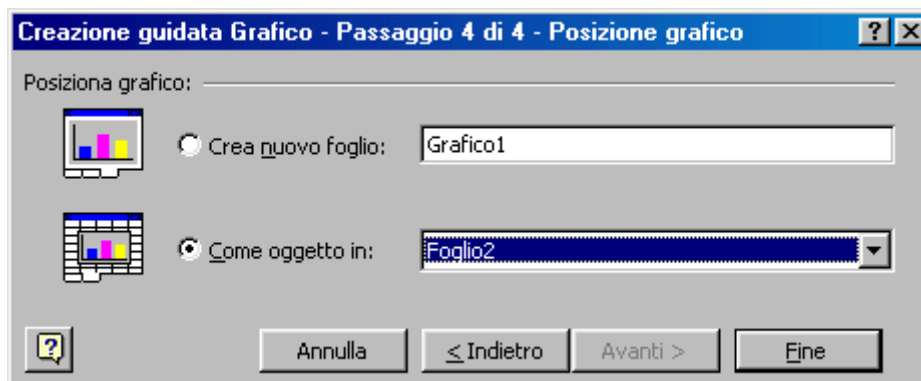 Creazione guidata Grafico - Passaggio 4 di 4 - Posizione grafico
Posiziona grafico:
Crea nuovo foglio: Grafico1
Come oggetto in: Foglio2
Annulla < Indietro Avanti > Fine